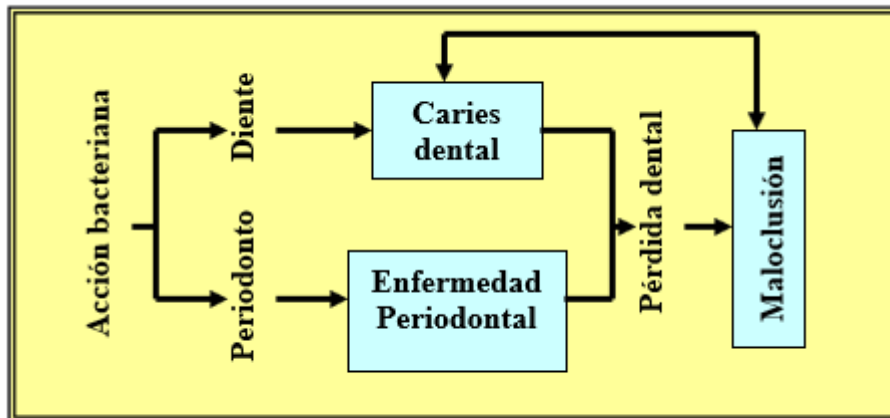 Acción bacteriana
Diente
Periodonto
Caries
dental
Enfermedad
Periodontal
Pérdida dental
Maloclusión